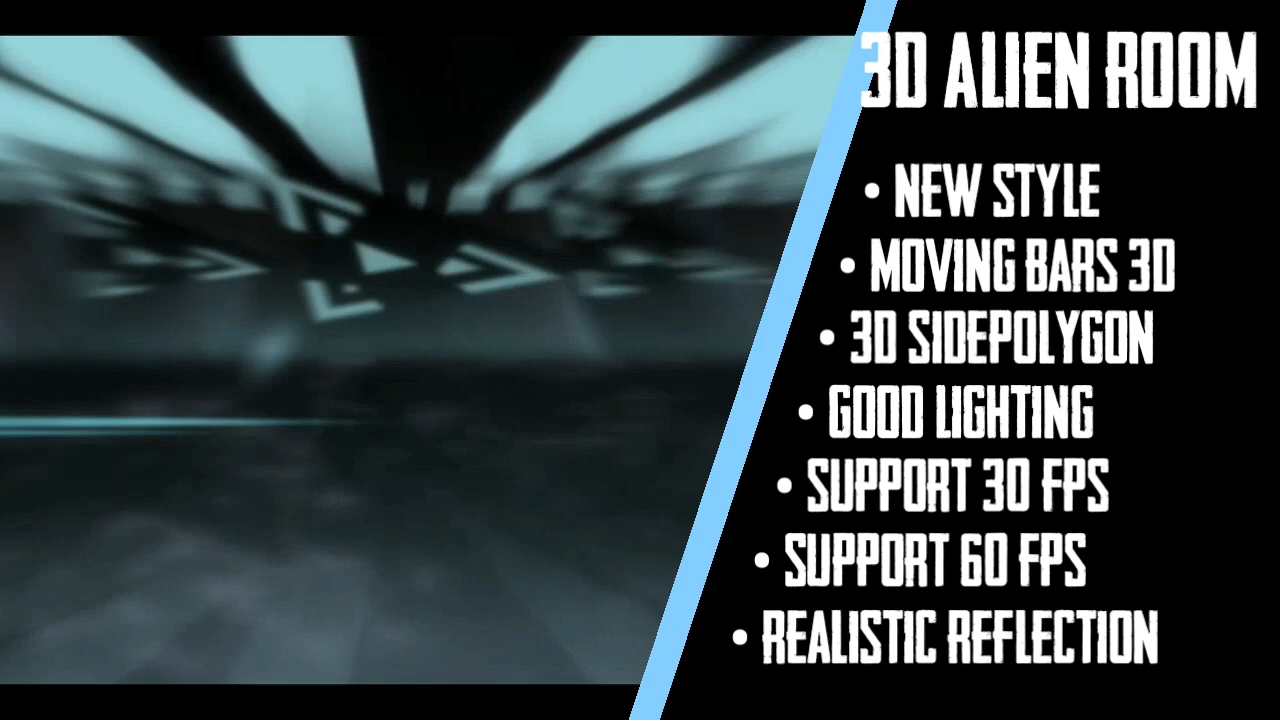 3D ALIEN ROOM
• NEW STYLE
• MOVING BARS 3D
• 3D SIDEPOLYGON
• GOOD LIGHTING
• SUPPORT 30 FPS
• SUPPORT 60 FPS
• REALISTIC REFLECTION